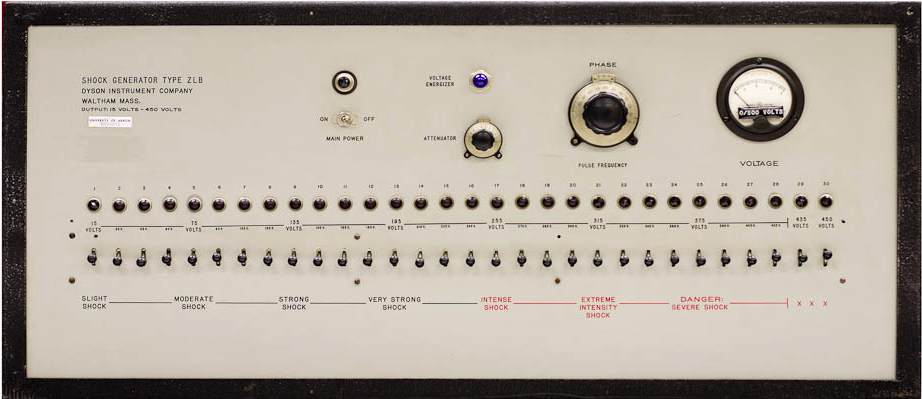 SHOCK GENERATOR TYPE ZLB
DYSON INSTRUMENT COMPANY
WALTHAM MASS.
OUTPUT: 15 VOLTS - 450 VOLTS
ON OFF
MAIN POWER
VOLTAGE
ENERGIZER
ATTENUATOR
PHASE
PULSE FREQUENCY
0/500 VOLTS
VOLTAGE
1 2 3 4 5 6 7 8 9 10 11 12 13 14 15 16 17 18 19 20 21 22 23 24 25 26 27 28 29 30
15 75 135 195 255 315 375 435 450
VOLTS VOLTS VOLTS VOLTS VOLTS VOLTS VOLTS VOLTS VOLTS
SLIGHT MODERATE STRONG VERY STRONG INTENSE EXTREME DANGER:
SHOCK SHOCK SHOCK SHOCK SHOCK INTENSITY SEVERE SHOCK X X X
SHOCK